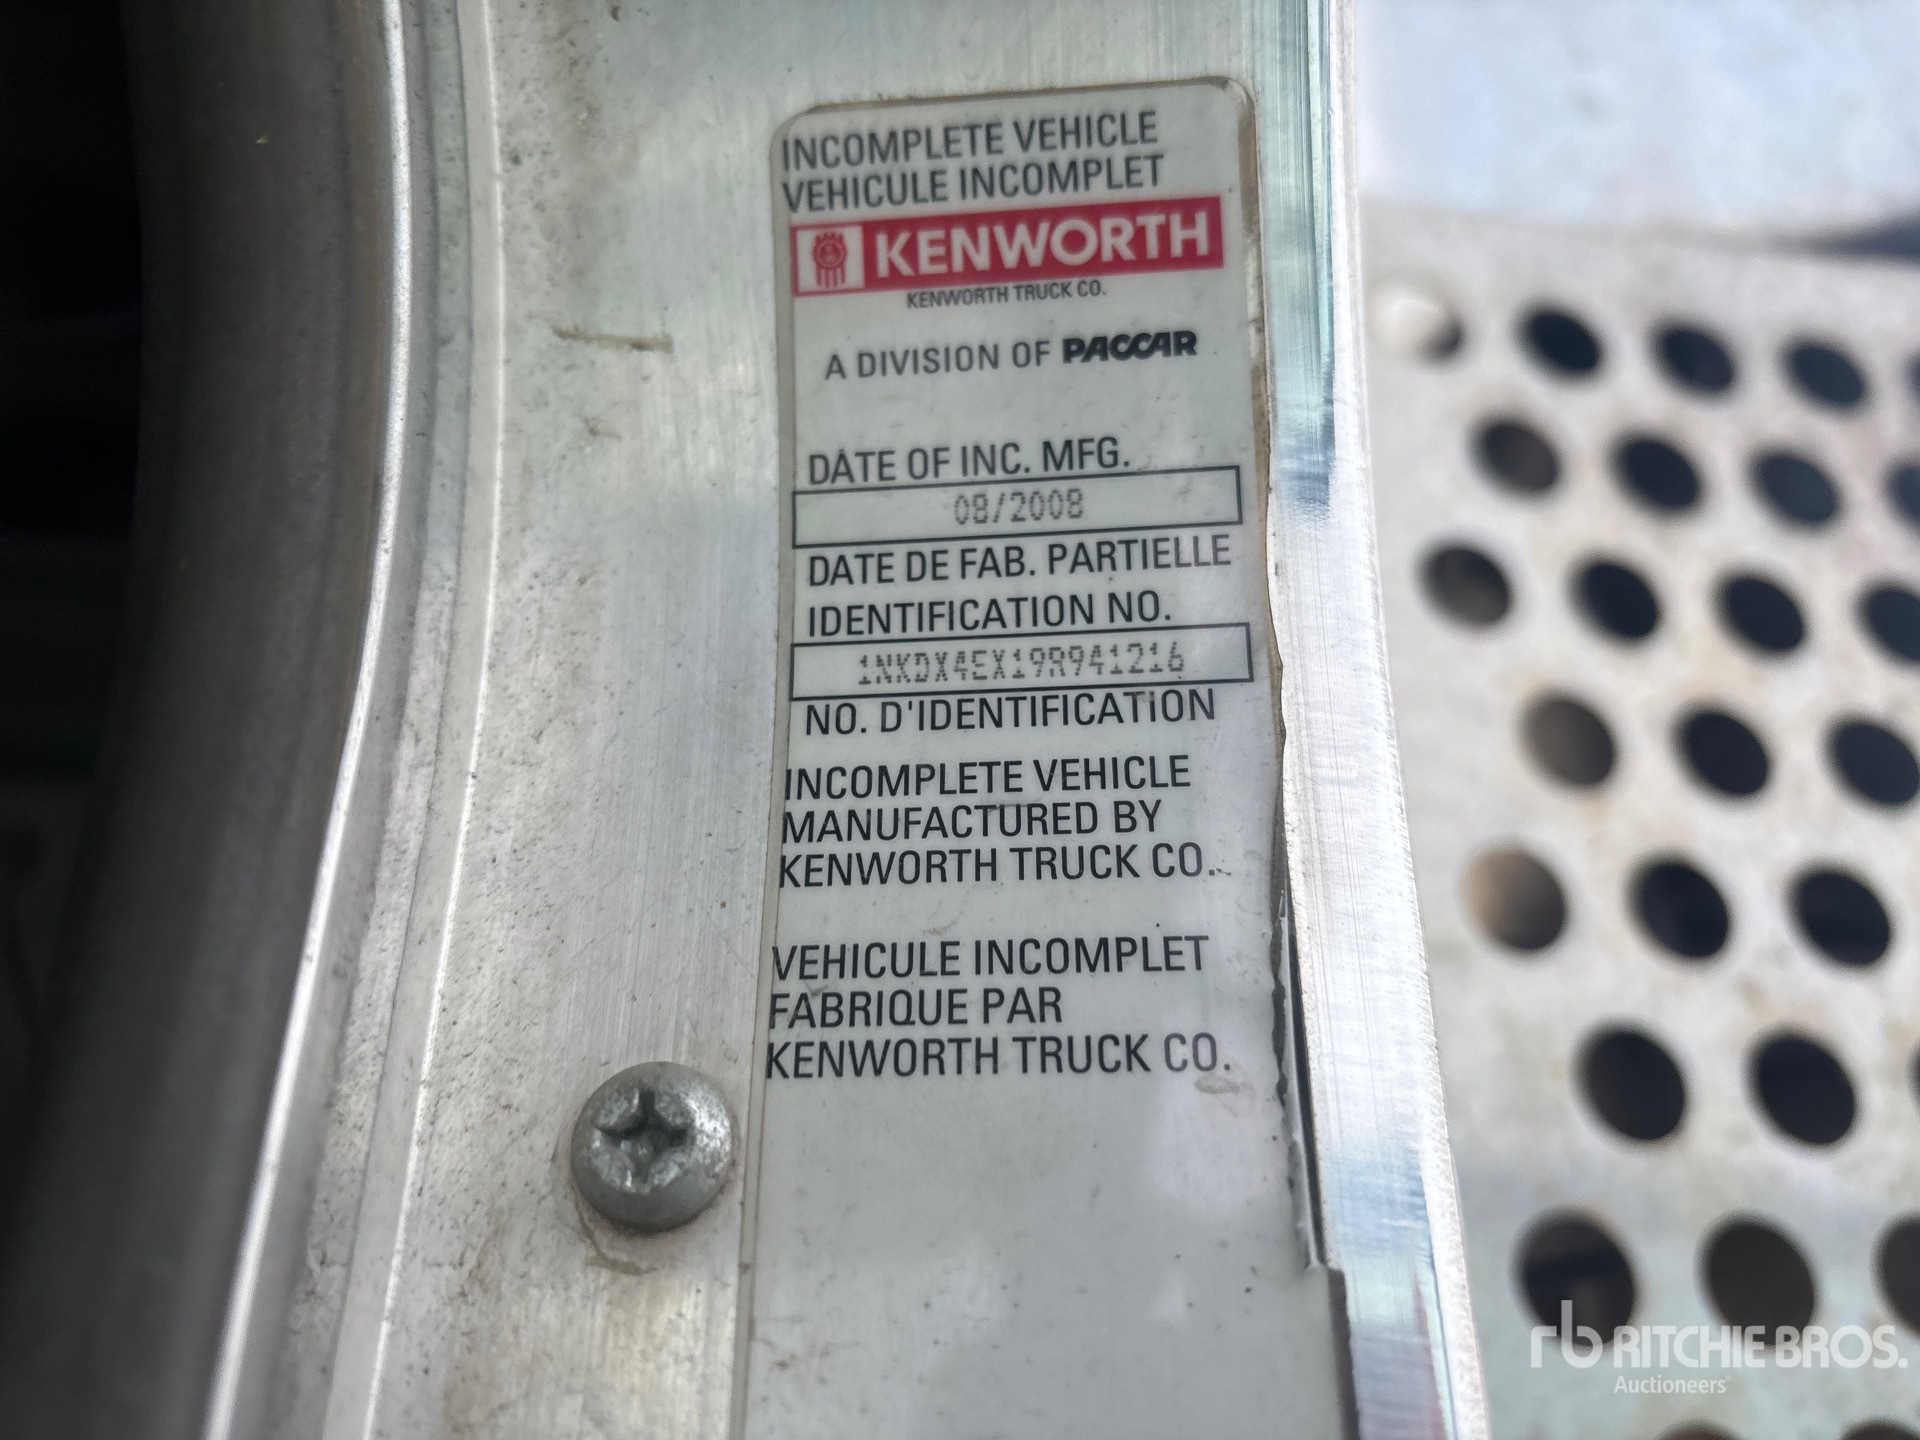 INCOMPLETE VEHICLE
VEHICULE INCOMPLET
KENWORTH
KENWORTH TRUCK CO.
A DIVISION OF PACCAR
DATE OF INC. MFG.
08/2008
DATE DE FAB. PARTIELLE
IDENTIFICATION NO.
1NKDX4EX19R941216
NO. D'IDENTIFICATION
INCOMPLETE VEHICLE
MANUFACTURED BY
KENWORTH TRUCK CO.
VEHICULE INCOMPLET
FABRIQUE PAR
KENWORTH TRUCK CO.
rb RITCHIE BROS.
Auctioneers